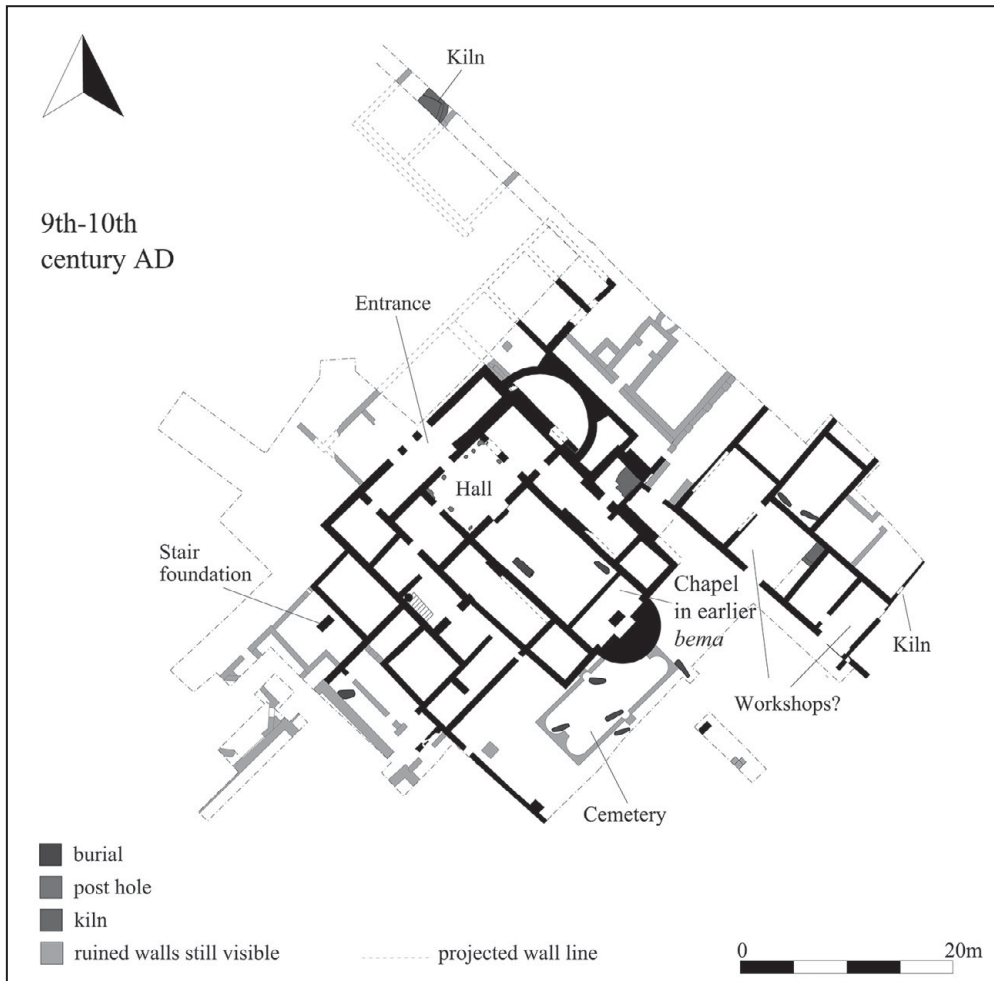 Kiln
9th-10th
century AD
Entrance
Hall
Stair
foundation
Chapel
in earlier
bema
Kiln
Workshops?
Cemetery
burial
post hole
kiln
ruined walls still visible
projected wall line
0 20m